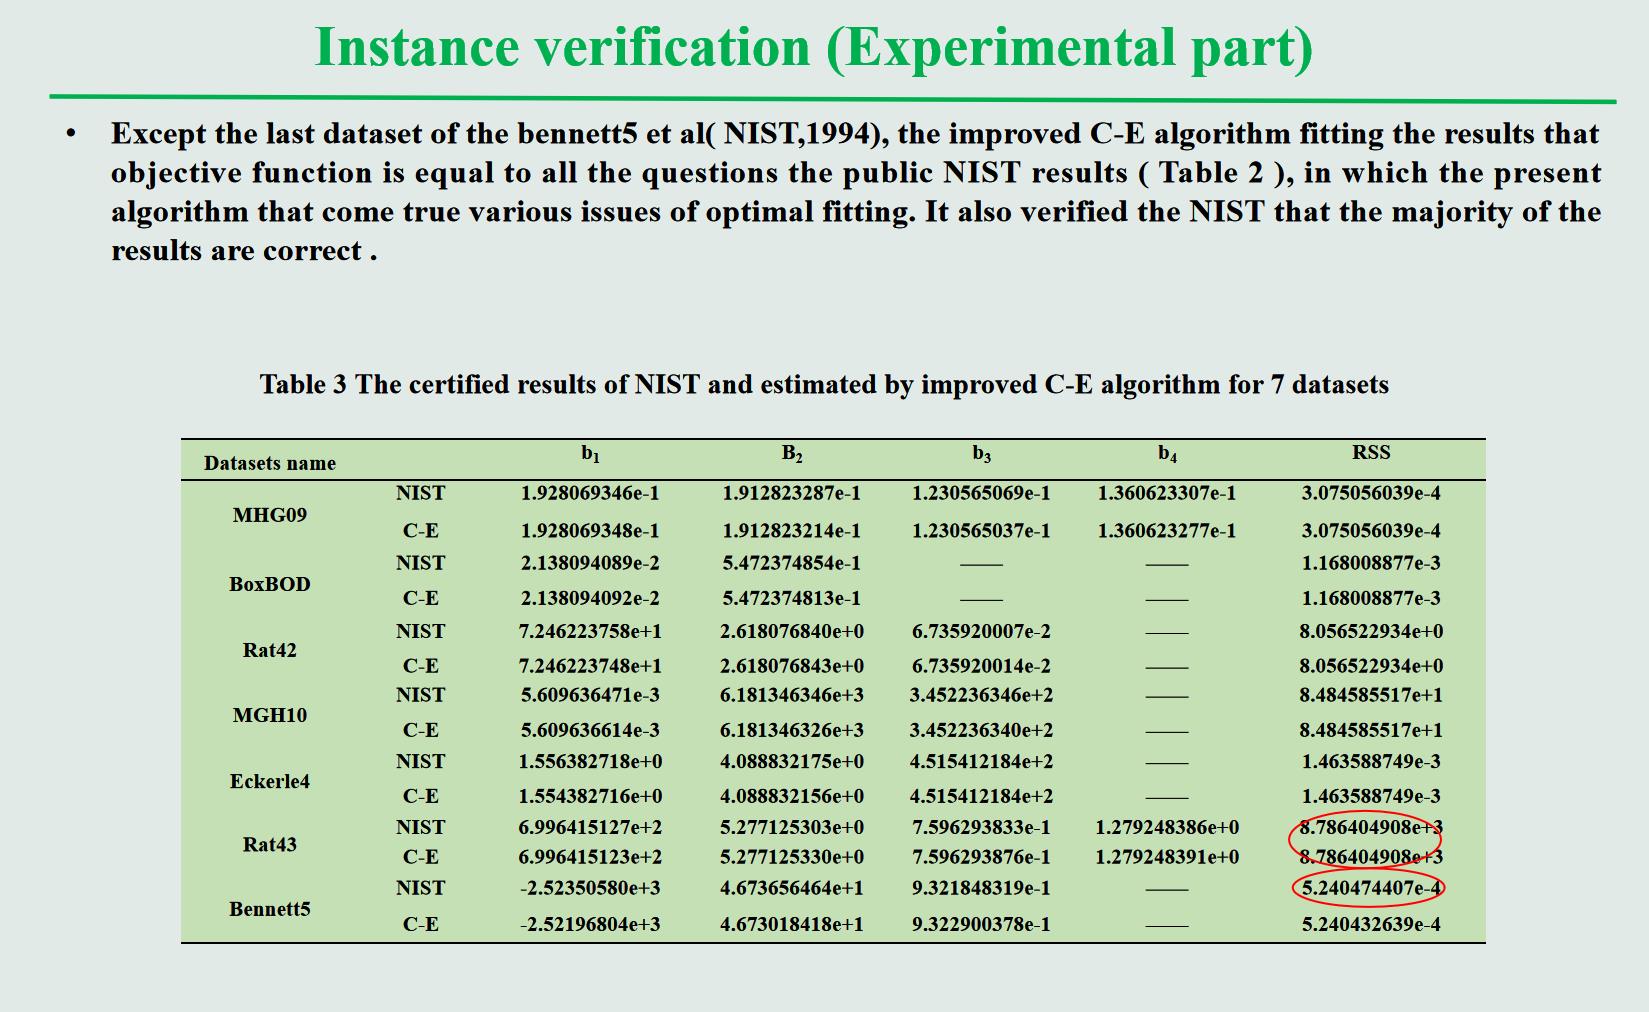 Instance verification (Experimental part)
• Except the last dataset of the bennett5 et al( NIST,1994), the improved C-E algorithm fitting the results that
objective function is equal to all the questions the public NIST results ( Table 2 ), in which the present
algorithm that come true various issues of optimal fitting. It also verified the NIST that the majority of the
results are correct .
Table 3 The certified results of NIST and estimated by improved C-E algorithm for 7 datasets
Datasets name b1 B2 b3 b4 RSS
MHG09
NIST 1.928069346e-1 1.912823287e-1 1.230565069e-1 1.360623307e-1 3.075056039e-4
C-E 1.928069348e-1 1.912823214e-1 1.230565037e-1 1.360623277e-1 3.075056039e-4
BoxBOD
NIST 2.138094089e-2 5.472374854e-1 —— —— 1.168008877e-3
C-E 2.138094092e-2 5.472374813e-1 —— —— 1.168008877e-3
Rat42
NIST 7.246223758e+1 2.618076840e+0 6.735920007e-2 —— 8.056522934e+0
C-E 7.246223748e+1 2.618076843e+0 6.735920014e-2 —— 8.056522934e+0
MGH10
NIST 5.609636471e-3 6.181346346e+3 3.452236346e+2 —— 8.484585517e+1
C-E 5.609636614e-3 6.181346326e+3 3.452236340e+2 —— 8.484585517e+1
Eckerle4
NIST 1.556382718e+0 4.088832175e+0 4.515412184e+2 —— 1.463588749e-3
C-E 1.554382716e+0 4.088832156e+0 4.515412184e+2 —— 1.463588749e-3
Rat43
NIST 6.996415127e+2 5.277125303e+0 7.596293833e-1 1.279248386e+0 8.786404908e+3
C-E 6.996415123e+2 5.277125330e+0 7.596293876e-1 1.279248391e+0 8.786404908e+3
Bennett5
NIST -2.52350580e+3 4.673656464e+1 9.321848319e-1 —— 5.240474407e-4
C-E -2.52196804e+3 4.673018418e+1 9.322900378e-1 —— 5.240432639e-4